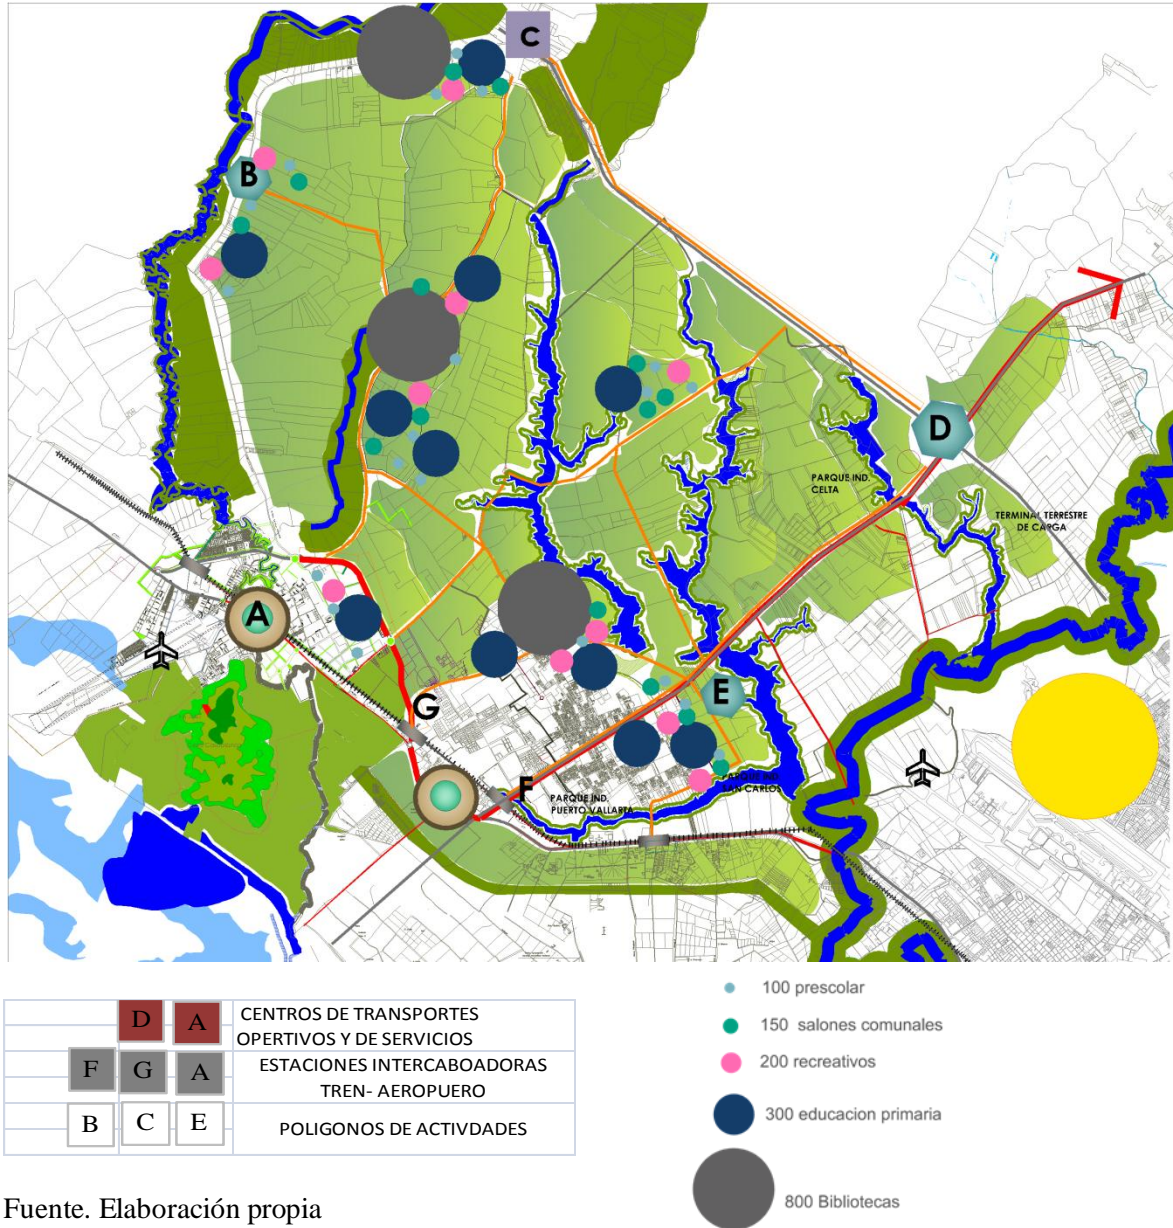 C
B
D
PARQUE IND.
CELTA
TERMINAL TERRESTRE
DE CARGA
A
E
G
F
PARQUE IND.
SAN CARLOS
PARQUE IND.
PUERTO VALLARTA
D A CENTROS DE TRANSPORTES
OPERTIVOS Y DE SERVICIOS
F G A ESTACIONES INTERCABOADORAS
TREN- AEROPUERO
B C E POLIGONOS DE ACTIVDADES
100 prescolar
150 salones comunales
200 recreativos
300 educacion primaria
800 Bibliotecas
Fuente. Elaboración propia